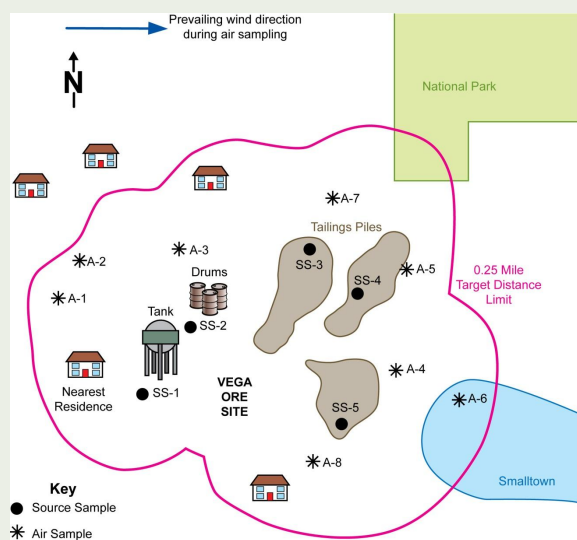 Prevailing wind direction
during air sampling
N
National Park
A-7
Tailings Piles
A-3
A-2
SS-3
A-5
Drums
SS-4
0.25 Mile
Target Distance
Limit
A-1
Tank
SS-2
A-4
Nearest
Residence
SS-1
VEGA
ORE
SITE
SS-5
A-6
A-8
Smalltown
Key
Source Sample
Air Sample